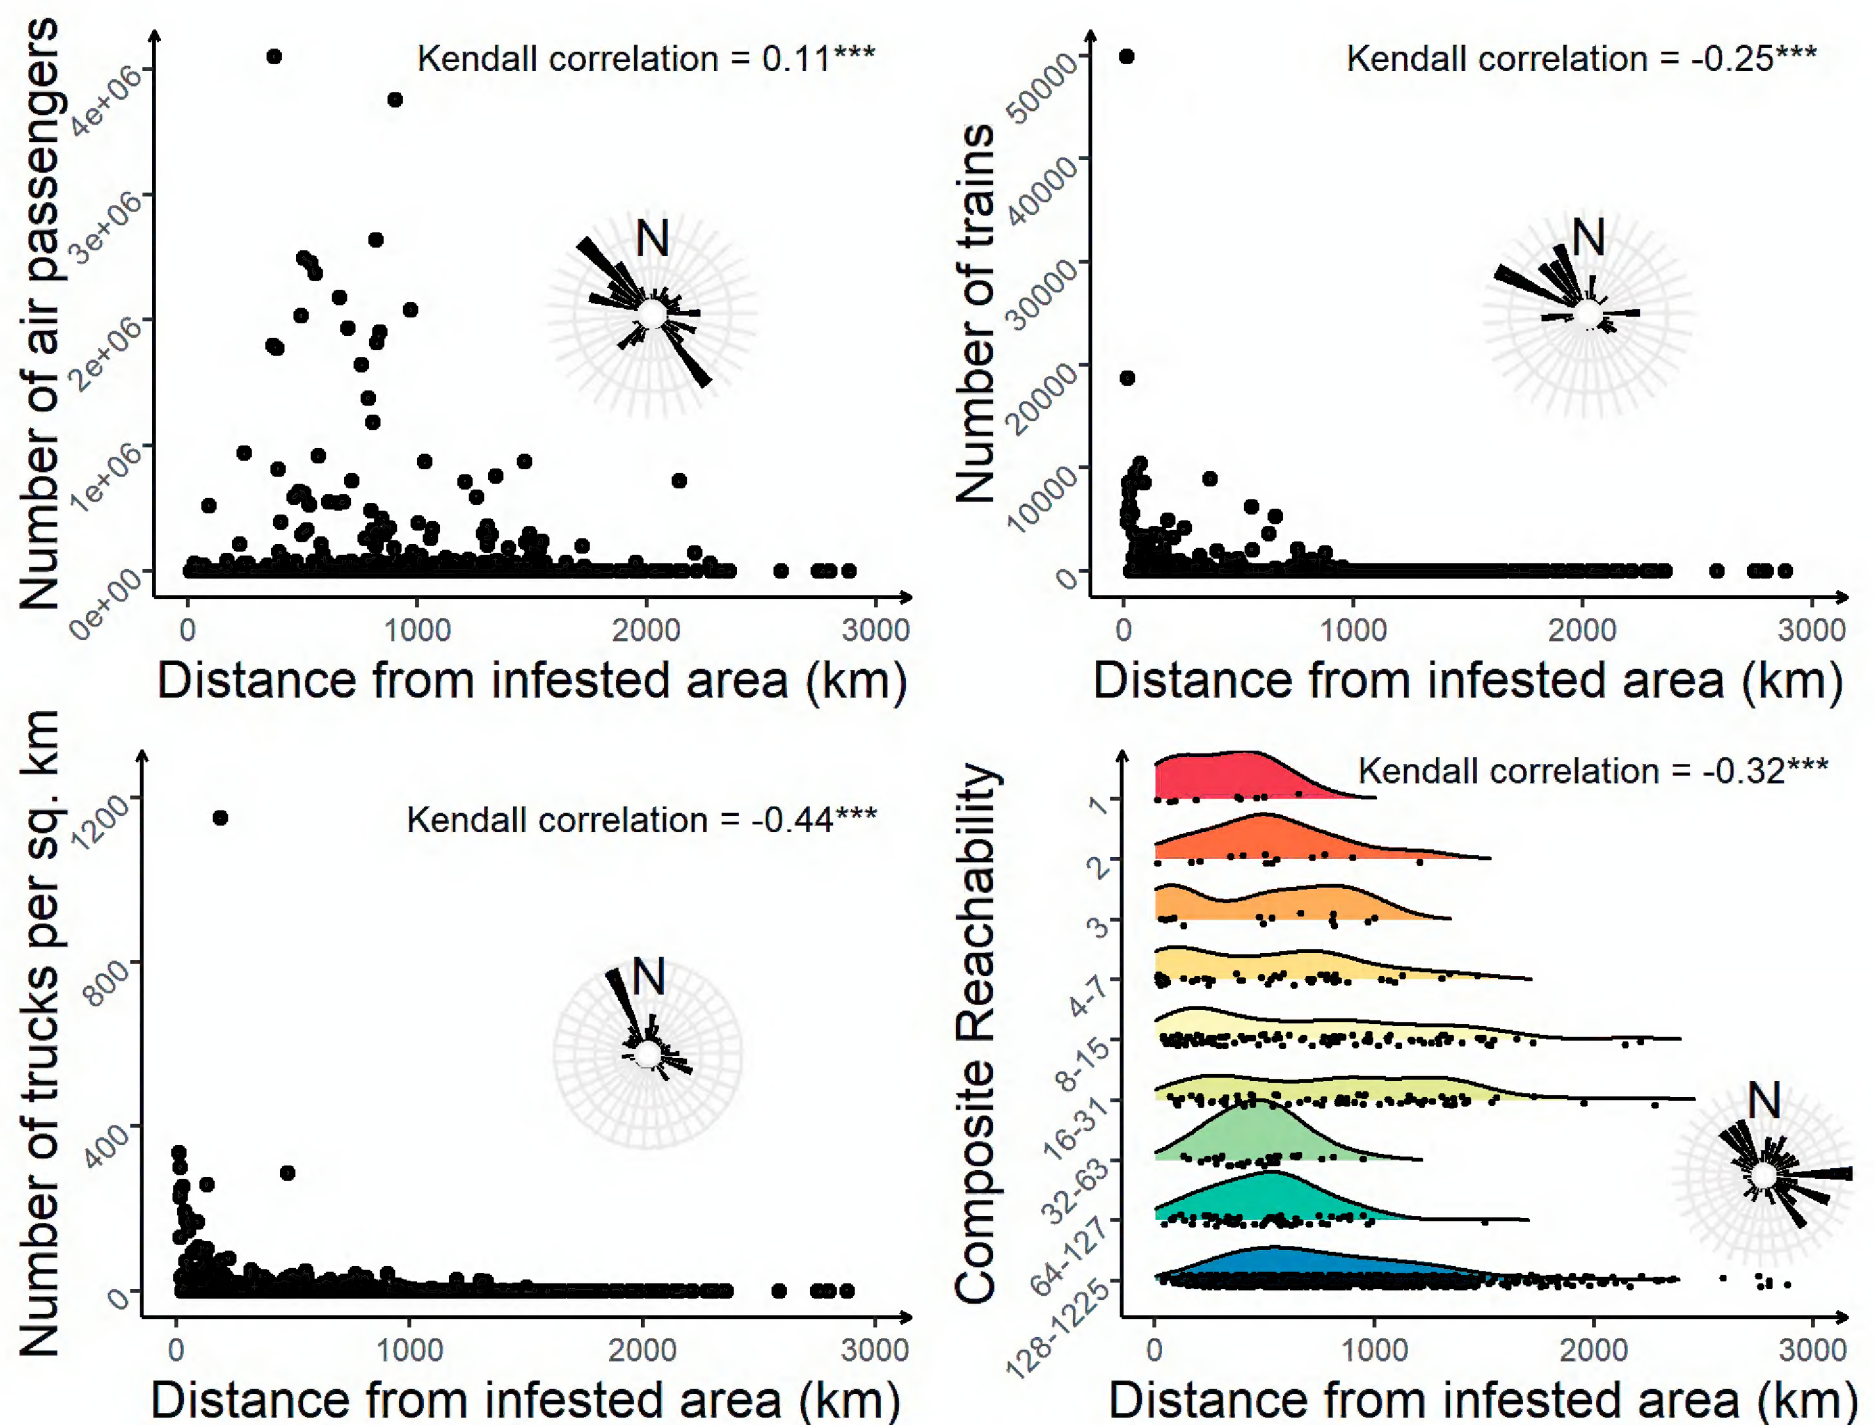 Number of air passengers
4e+06
3e+06
2e+06
1e+06
0e+00
Kendall correlation = 0.11***
N
0 1000 2000 3000
Distance from infested area (km)
Number of trains
50000
40000
30000
20000
10000
0
Kendall correlation = -0.25***
N
0 1000 2000 3000
Distance from infested area (km)
Number of trucks per sq. km
1200
800
400
0
Kendall correlation = -0.44***
N
0 1000 2000 3000
Distance from infested area (km)
Composite Reachability
1
2
3
4-7
8-15
16-31
32-63
64-127
128-1225
Kendall correlation = -0.32***
N
0 1000 2000 3000
Distance from infested area (km)